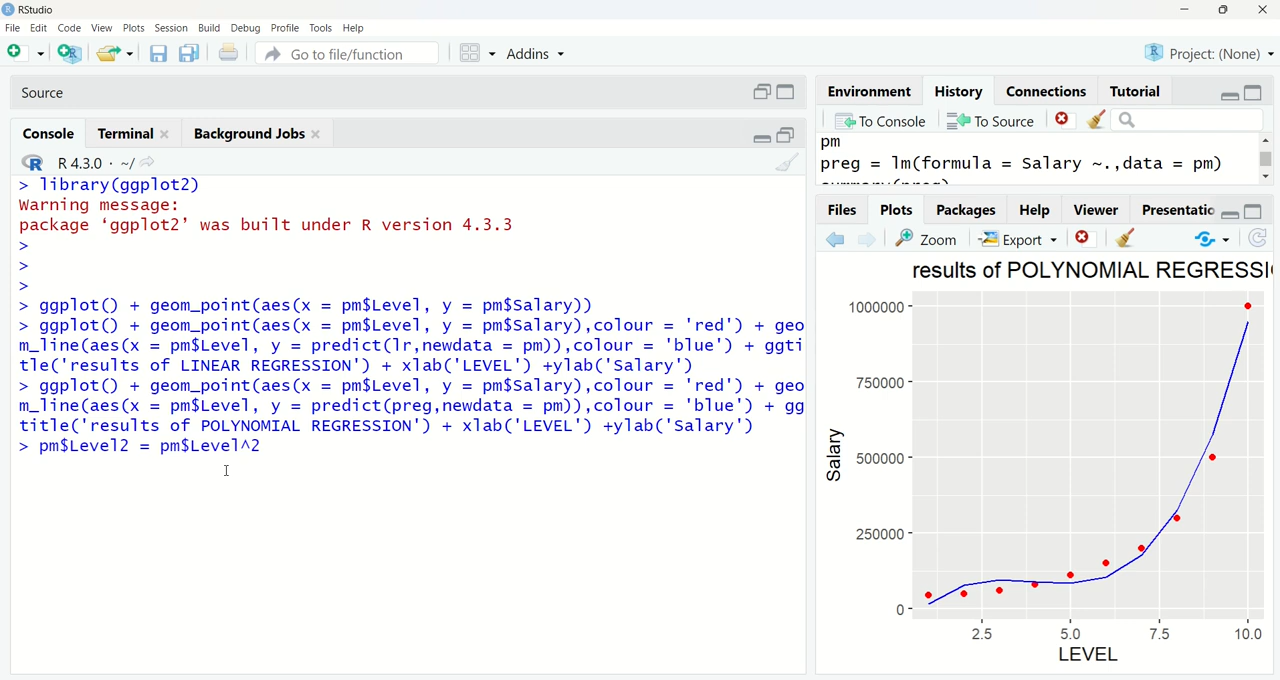 RStudio
File Edit Code View Plots Session Build Debug Profile Tools Help
Go to file/function Addins Project: (None)
Source
Console Terminal Background Jobs
R 4.3.0 · ~/
> library(ggplot2)
Warning message:
package ‘ggplot2’ was built under R version 4.3.3
>
>
>
> ggplot() + geom_point(aes(x = pm$Level, y = pm$Salary))
> ggplot() + geom_point(aes(x = pm$Level, y = pm$Salary),colour = 'red') + geo
m_line(aes(x = pm$Level, y = predict(lr,newdata = pm)),colour = 'blue') + ggti
tle('results of LINEAR REGRESSION') + xlab('LEVEL') +ylab('Salary')
> ggplot() + geom_point(aes(x = pm$Level, y = pm$Salary),colour = 'red') + geo
m_line(aes(x = pm$Level, y = predict(preg,newdata = pm)),colour = 'blue') + gg
title('results of POLYNOMIAL REGRESSION') + xlab('LEVEL') +ylab('Salary')
> pm$Level2 = pm$Level^2
Environment History Connections Tutorial
To Console To Source
pm
preg = lm(formula = Salary ~.,data = pm)
Files Plots Packages Help Viewer Presentatio
Zoom Export
results of POLYNOMIAL REGRESSI
1000000
750000
500000
250000
0
Salary
2.5 5.0 7.5 10.0
LEVEL